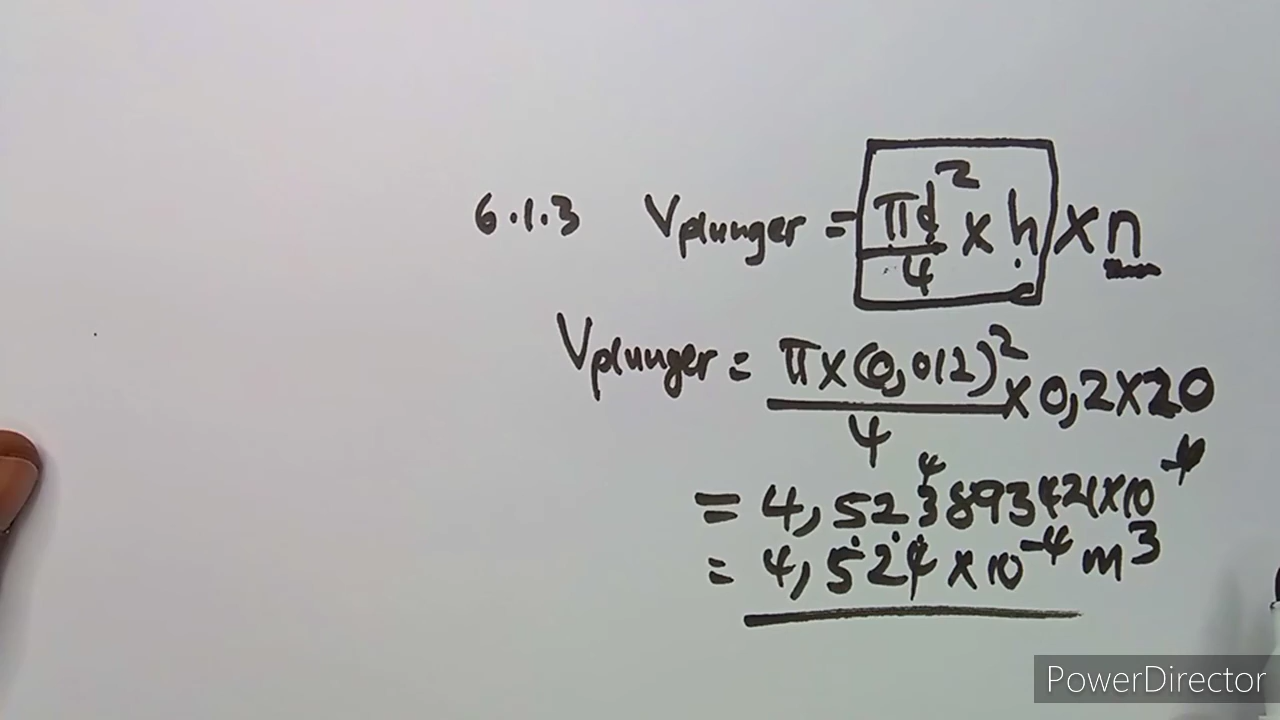 6.1.3 Vplunger = πd²/4 × h × n
Vplunger = π×(0,012)²/4 × 0,2×20
4
= 4,523893421×10⁻⁴
= 4,524 × 10⁻⁴ m³
PowerDirector